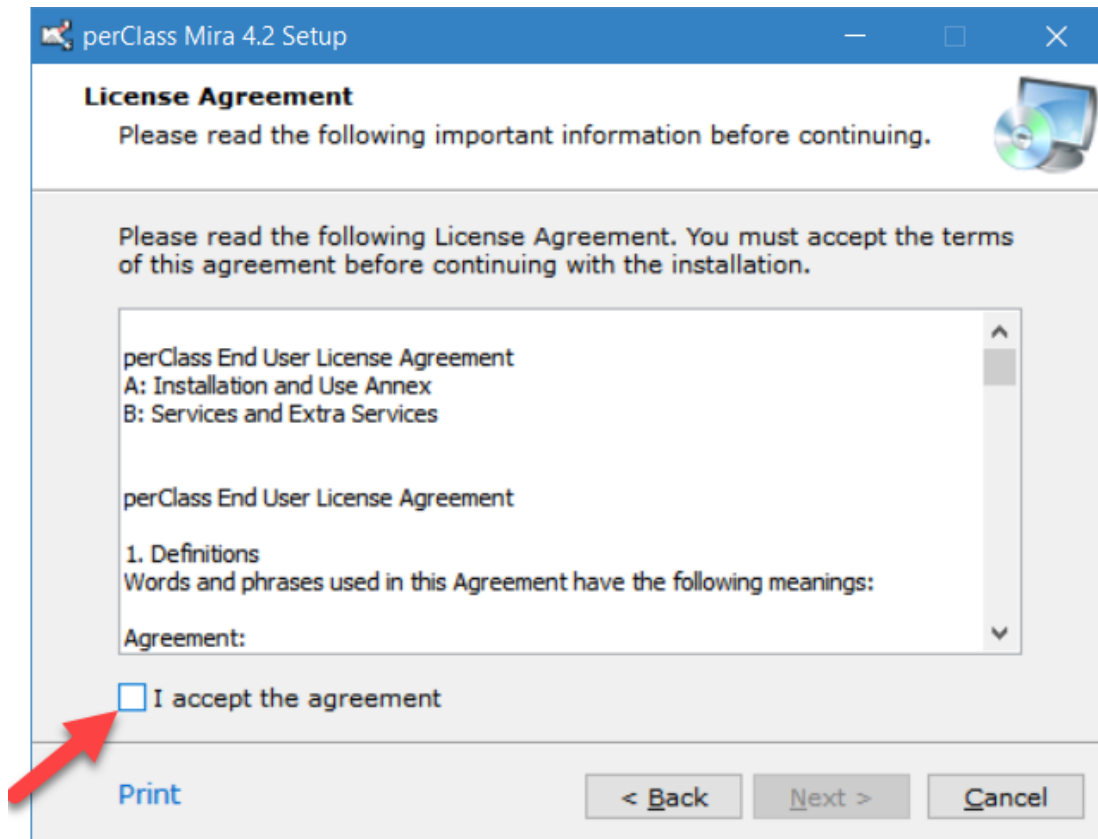 perClass Mira 4.2 Setup
License Agreement
Please read the following important information before continuing.
Please read the following License Agreement. You must accept the terms
of this agreement before continuing with the installation.
perClass End User License Agreement
A: Installation and Use Annex
B: Services and Extra Services
perClass End User License Agreement
1. Definitions
Words and phrases used in this Agreement have the following meanings:
Agreement:
I accept the agreement
Print
< Back
Next >
Cancel